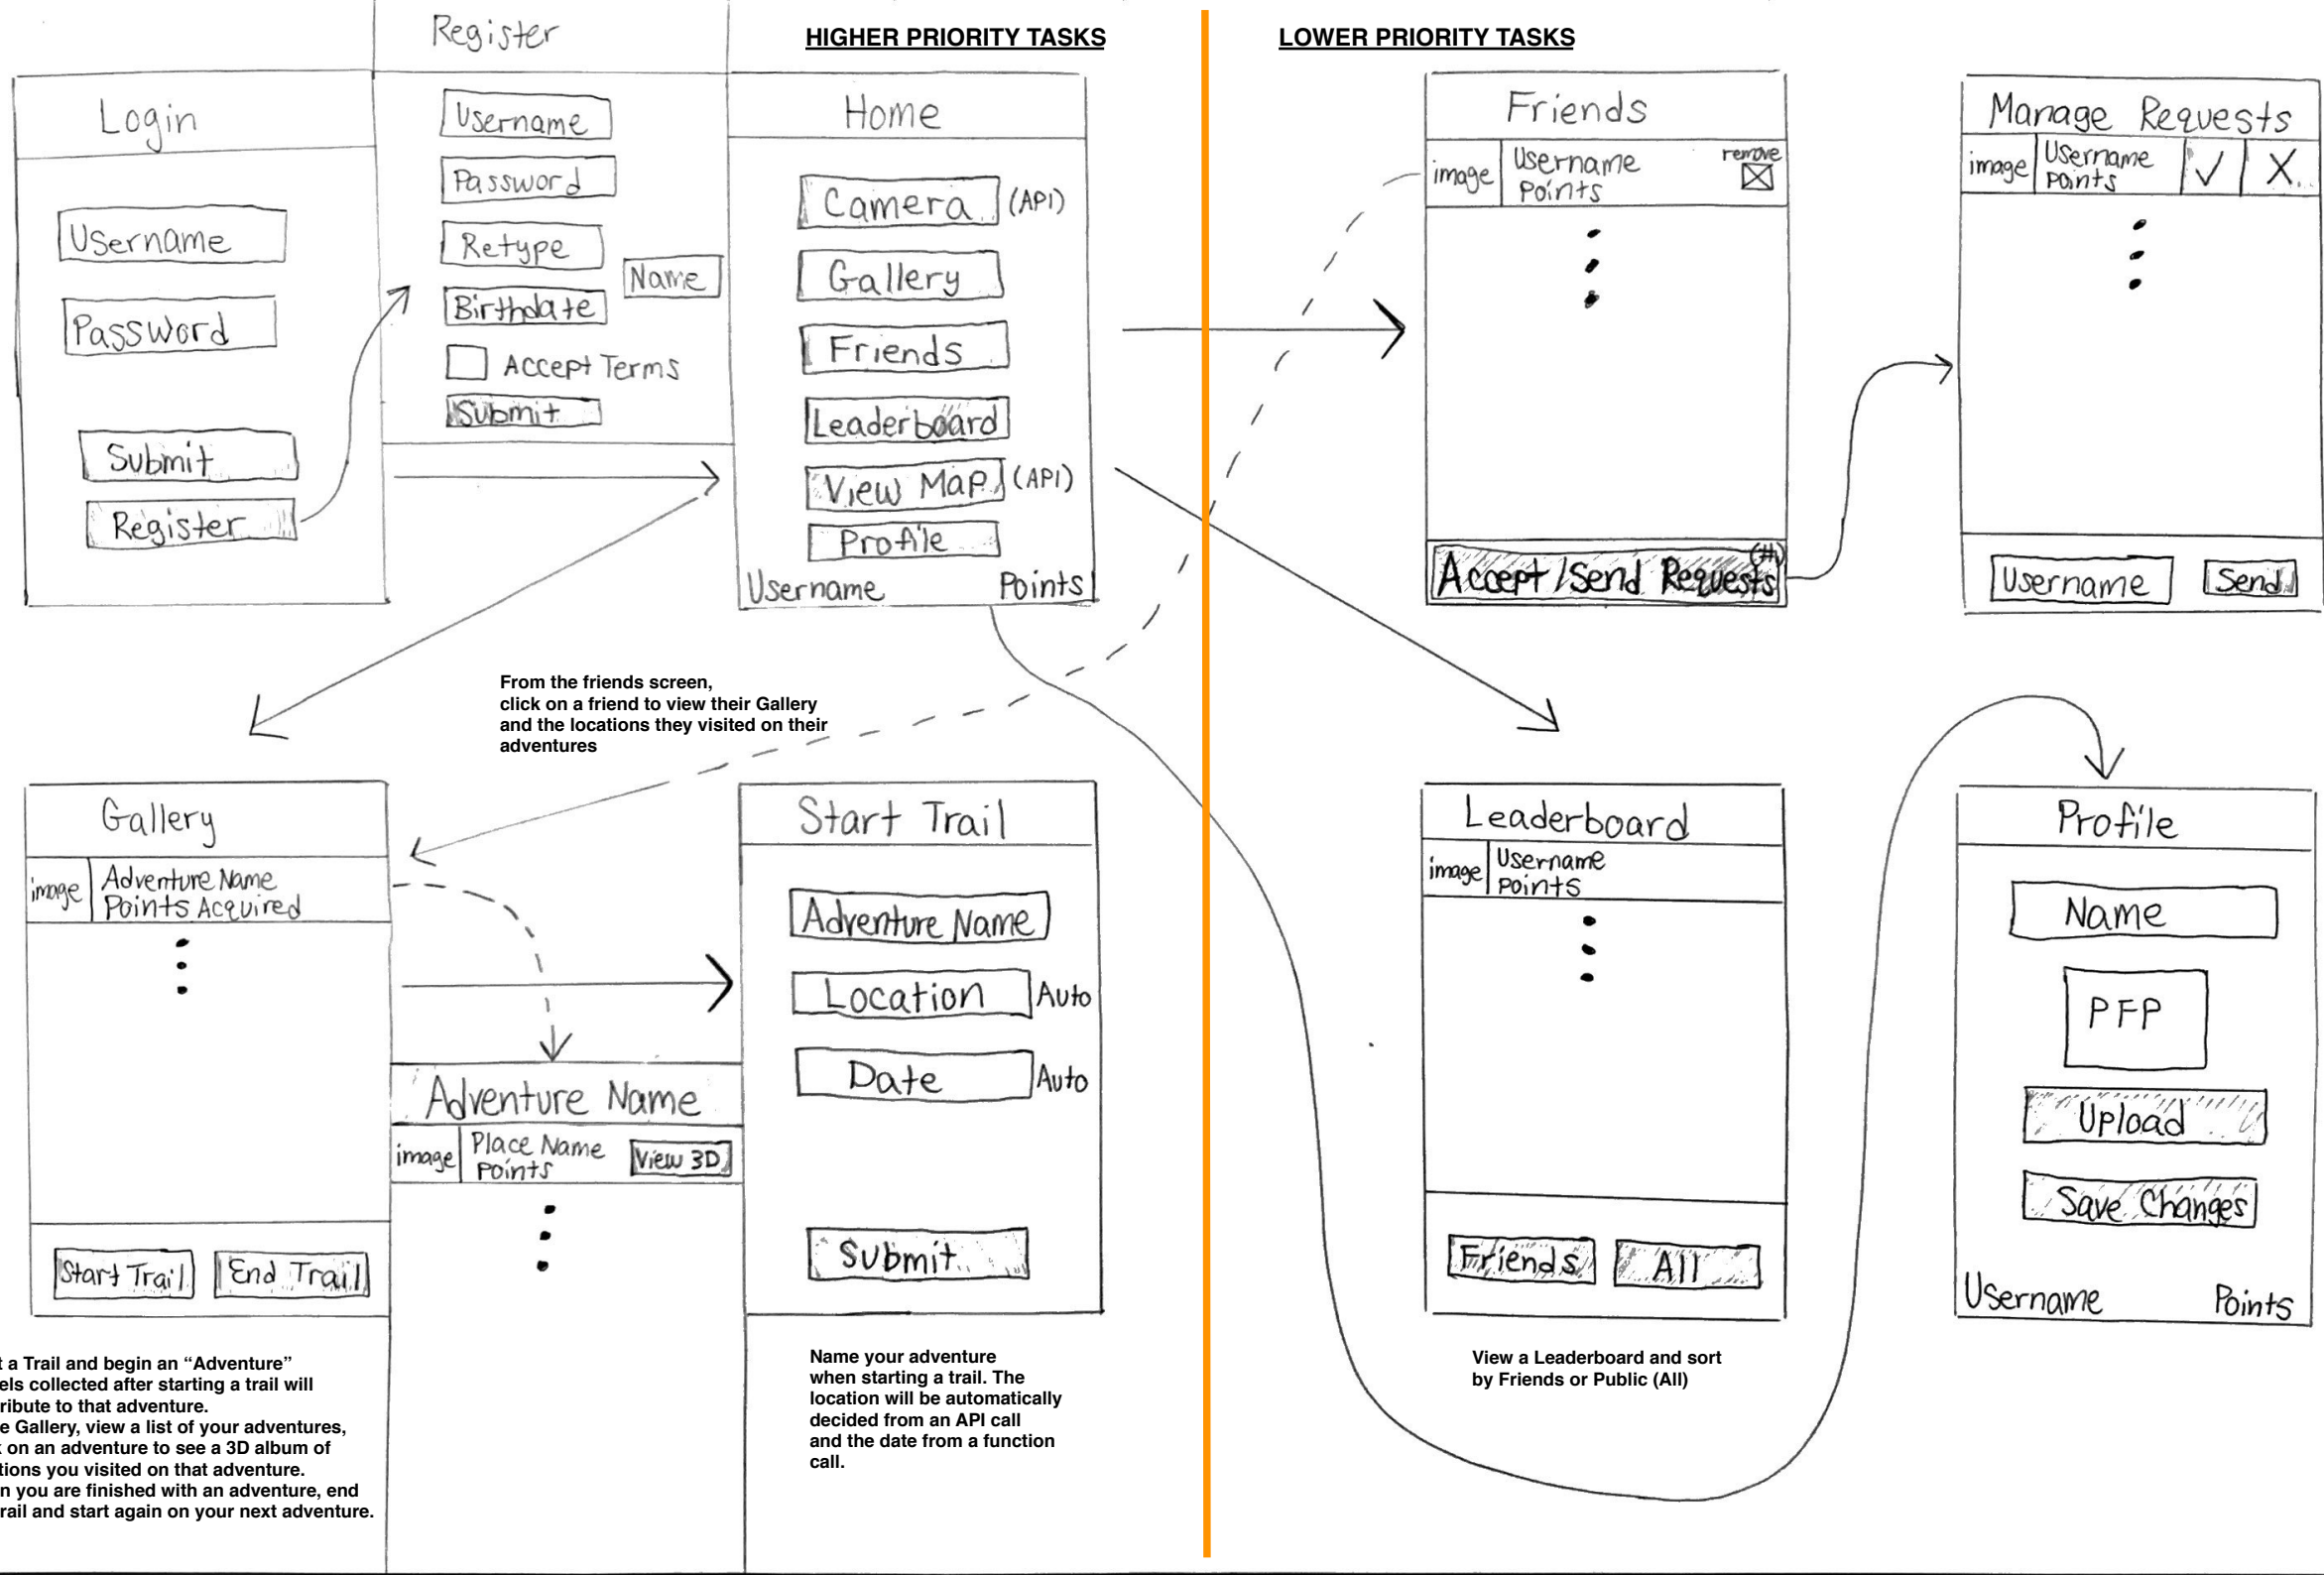 HIGHER PRIORITY TASKS
LOWER PRIORITY TASKS
Login
Username
Password
Submit
Register
Register
Username
Password
Retype
Name
Birthdate
Accept Terms
Submit
Home
Camera (API)
Gallery
Friends
Leaderboard
View Map (API)
Profile
Username Points
Friends
image Username remove
Points
Accept/Send Requests (#)
Manage Requests
image Username ✓ X
Points
Username Send
From the friends screen,
click on a friend to view their Gallery
and the locations they visited on their
adventures
Gallery
image Adventure Name
Points Acquired
Start Trail End Trail
a Trail and begin an “Adventure”
collected after starting a trail will
to that adventure.
Gallery, view a list of your adventures,
on an adventure to see a 3D album of
you visited on that adventure.
you are finished with an adventure, end
and start again on your next adventure.
Adventure Name
image Place Name View 3D
Points
Start Trail
Adventure Name
Location Auto
Date Auto
Submit
Name your adventure
when starting a trail. The
location will be automatically
decided from an API call
and the date from a function
call.
Leaderboard
image Username
Points
Friends All
View a Leaderboard and sort
by Friends or Public (All)
Profile
Name
PFP
Upload
Save Changes
Username Points